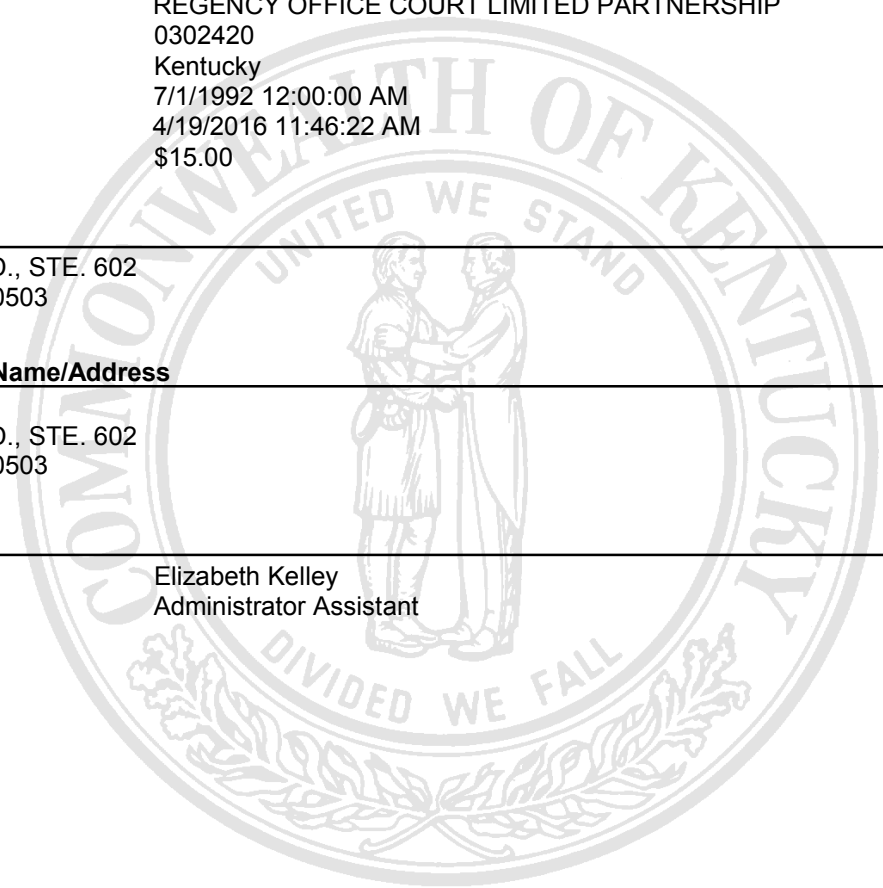 REGENCY OFFICE COURT LIMITED PARTNERSHIP
0302420
Kentucky
7/1/1992 12:00:00 AM
4/19/2016 11:46:22 AM
$15.00
., STE. 602
0503
Name/Address
., STE. 602
0503
Elizabeth Kelley
Administrator Assistant
COMMONWEALTH OF KENTUCKY
UNITED WE STAND
DIVIDED WE FALL